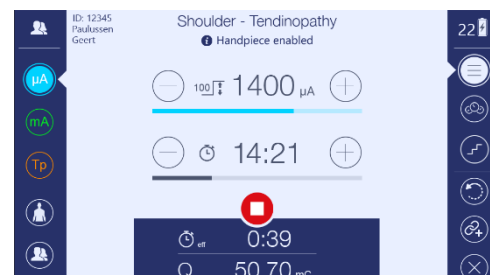 ID: 12345
Paulussen
Geert
Shoulder - Tendinopathy
Handpiece enabled
22
µA
mA
Tp
100 1400 µA
14:21
eff 0:39
Q 50.70 mC